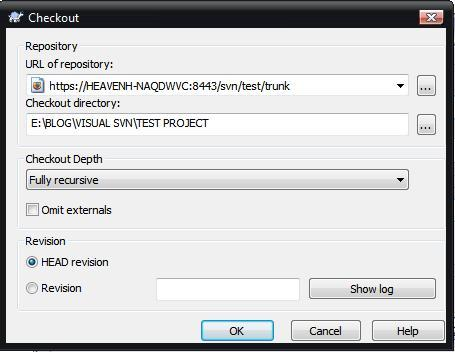 Checkout
Repository
URL of repository:
https://HEAVENH-NAQDWVC:8443/svn/test/trunk
...
Checkout directory:
E:\BLOG\VISUAL SVN\TEST PROJECT
...
Checkout Depth
Fully recursive
Omit externals
Revision
HEAD revision
Revision
Show log
OK Cancel Help